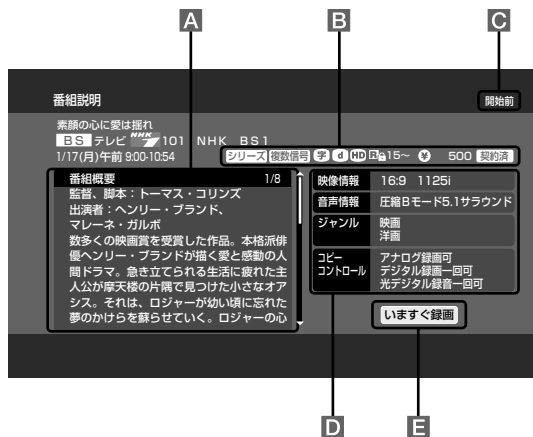 A
B
C
番組説明
開始前
素顔の心に愛は揺れ
BS テレビ NHK 101 NHK BS1
1/17(月)午前 9:00-10:54
シリーズ 複数信号 字 d HD R 15~ ¥ 500 契約済
番組概要 1/8
監督、脚本:トーマス・コリンズ
出演者:ヘンリー・ブランド、
マレーネ・ガルボ
数多くの映画賞を受賞した作品。本格派俳
優ヘンリー・ブランドが描く愛と感動の人
間ドラマ。急き立てられる生活に疲れた主
人公が摩天楼の片隅で見つけた小さなオア
シス。それは、ロジャーが幼い頃に忘れた
夢のかけらを蘇らせていく。ロジャーの心
映像情報 16:9 1125i
音声情報 圧縮Bモード5.1サラウンド
ジャンル 映画
洋画
コピー
コントロール
アナログ録画可
デジタル録画一回可
光デジタル録音一回可
いますぐ録画
D
E